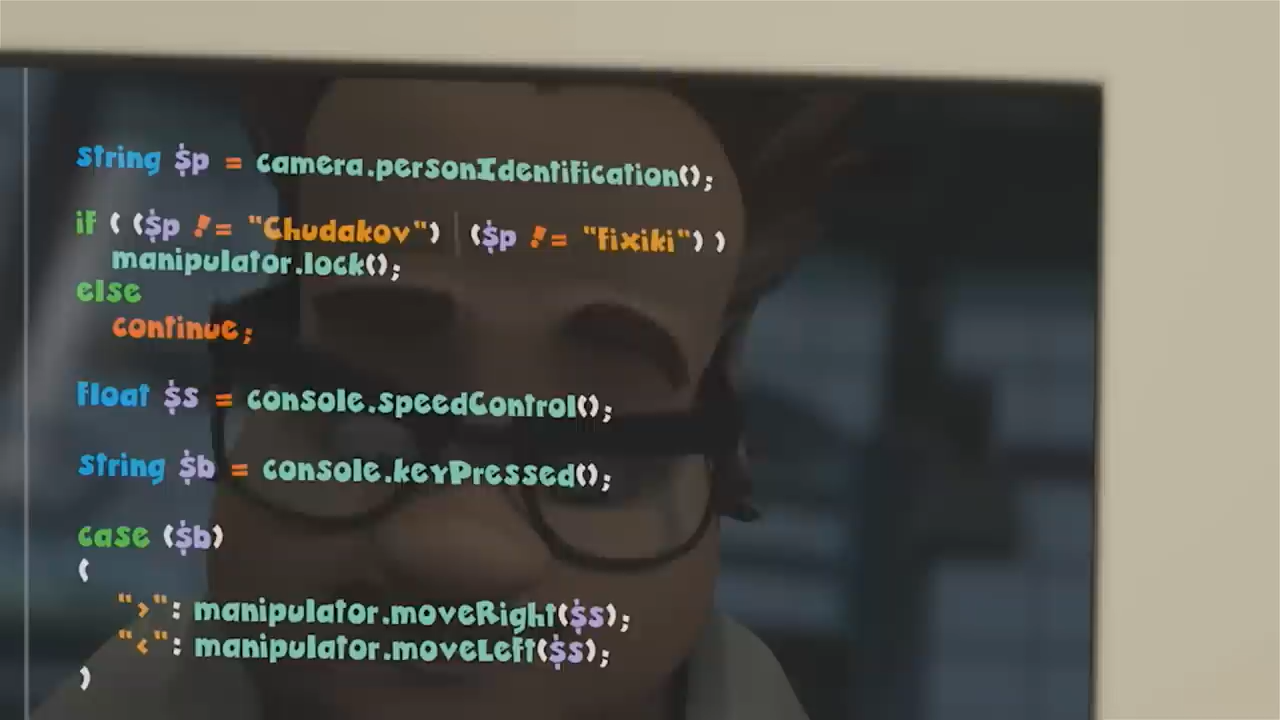 string $p = camera.personIdentification();
if ( ($p != "Chudakov") | ($p != "fixiki") )
manipulator.lock();
else
continue;
float $s = console.speedControl();
string $b = console.keyPressed();
case ($b)
(
">": manipulator.moveRight($s);
"<": manipulator.moveLeft($s);
)